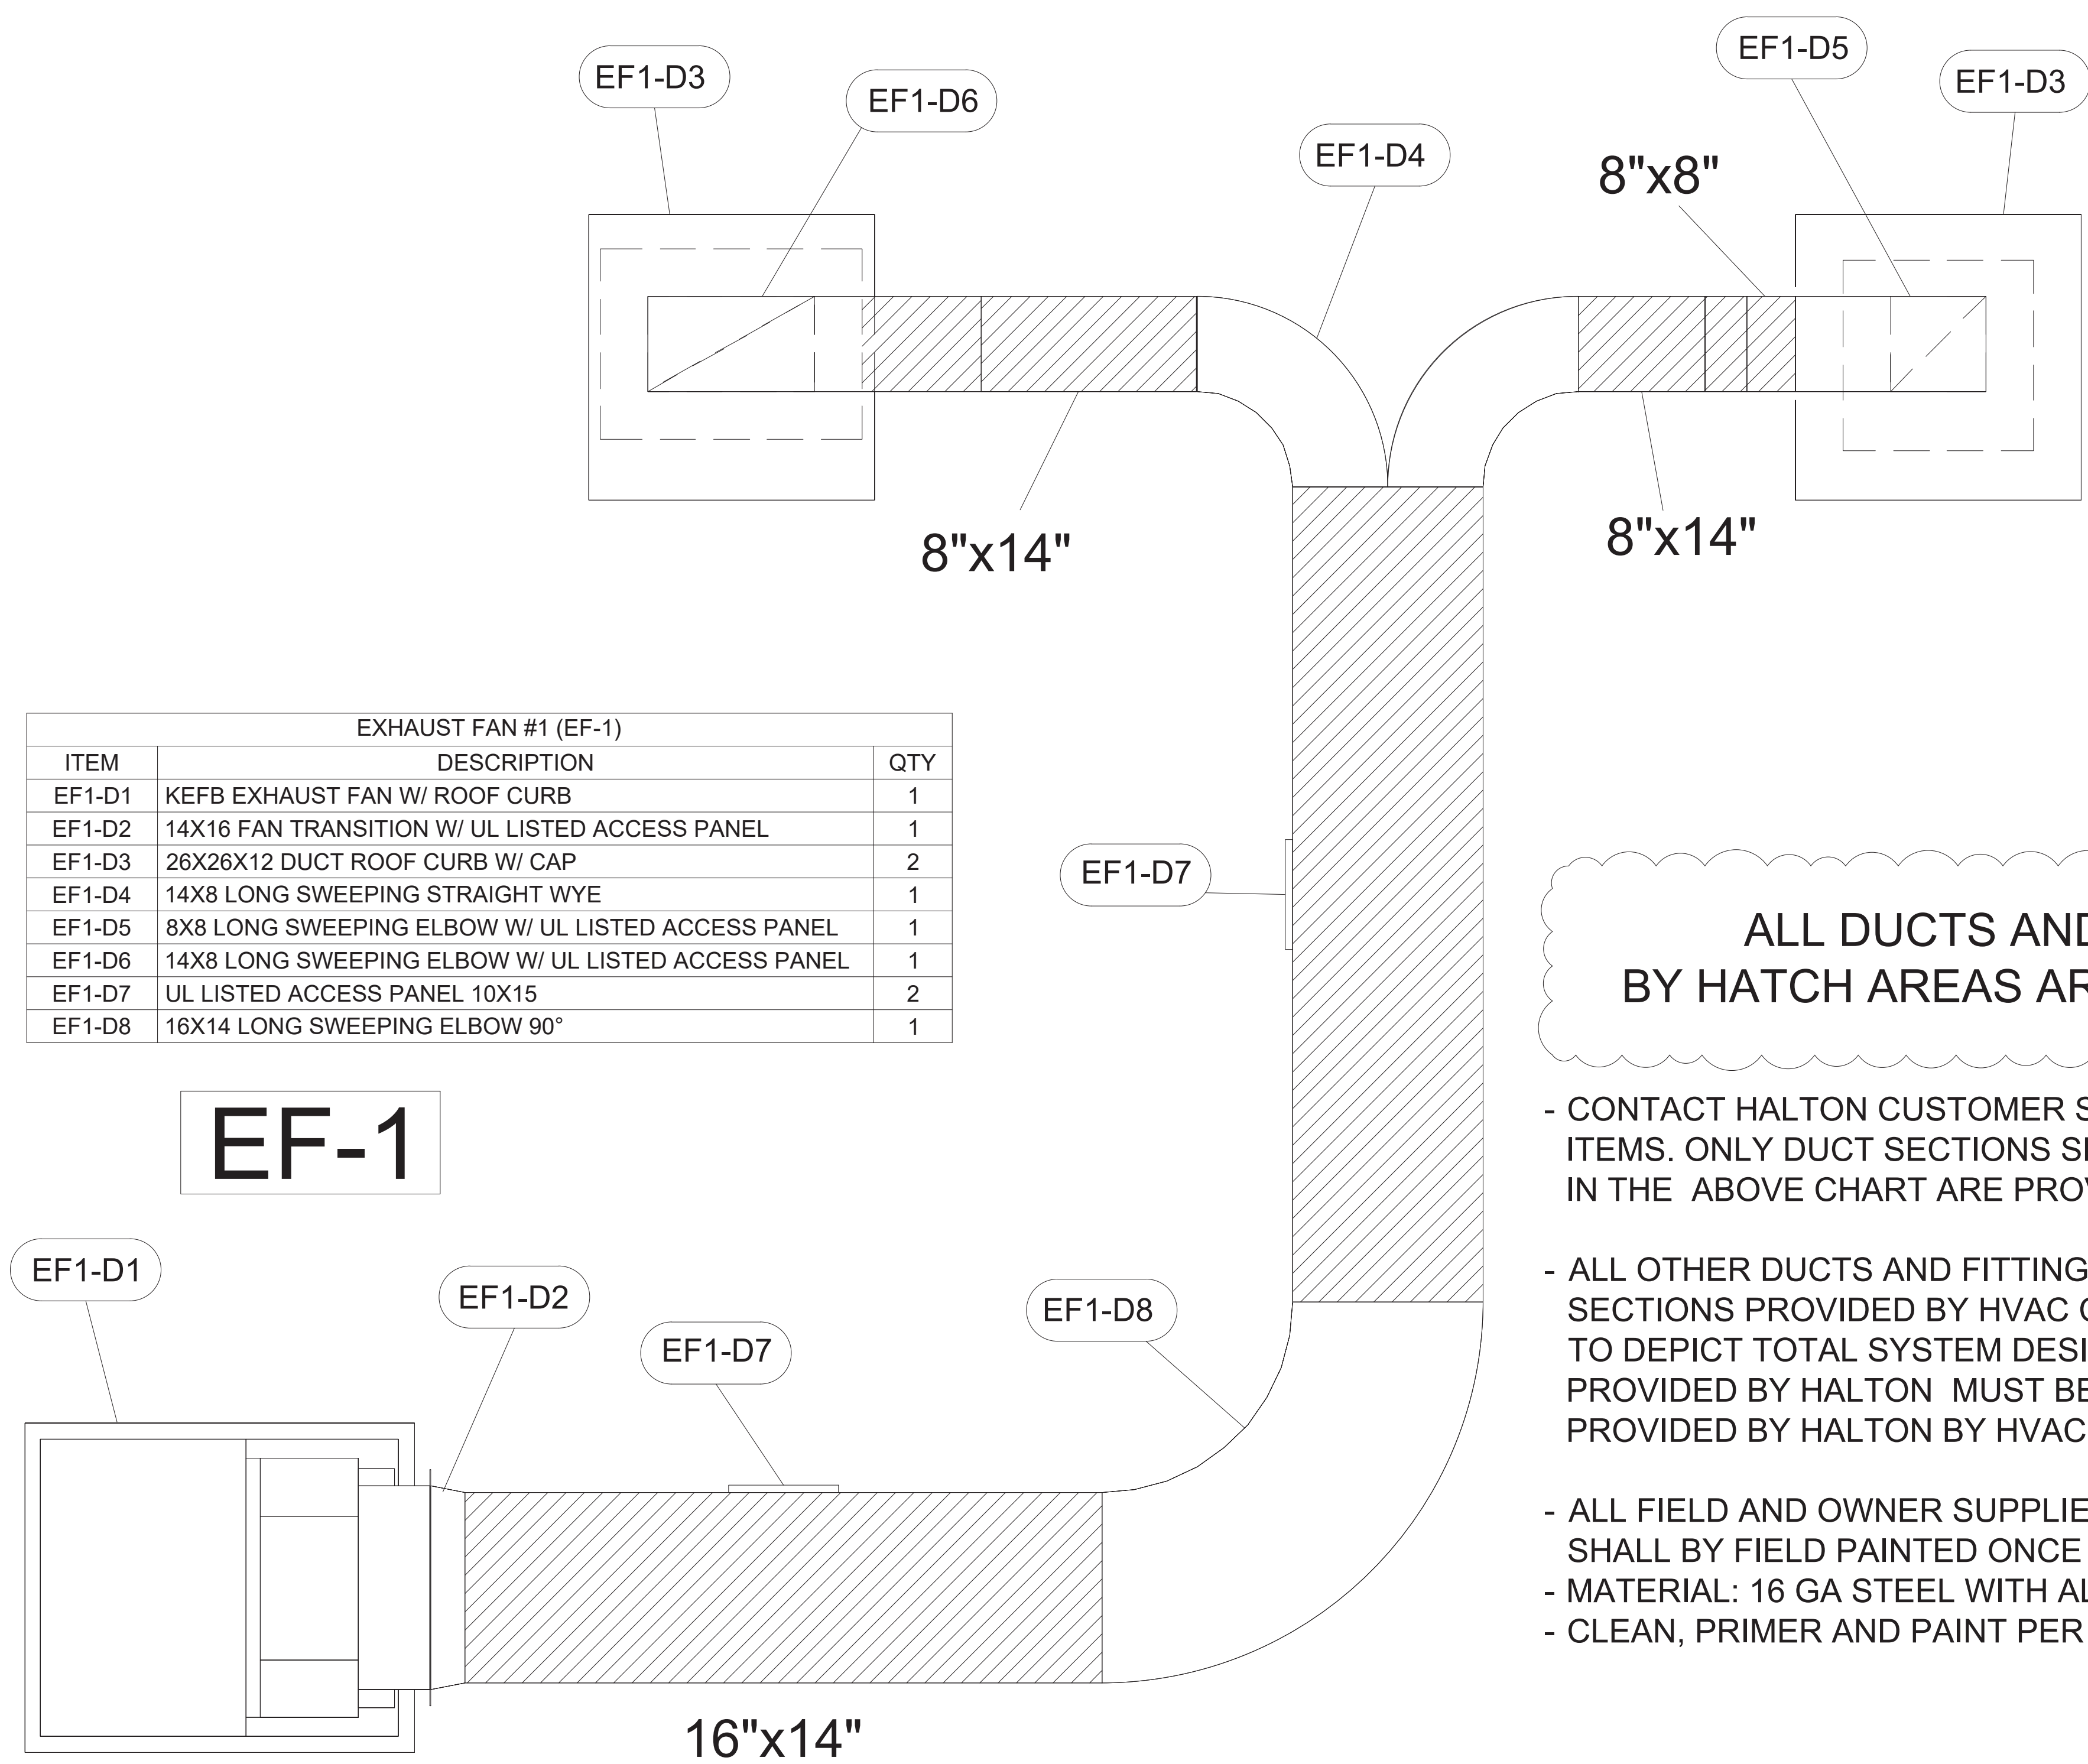 EF1-D3
EF1-D6
EF1-D4
EF1-D5
EF1-D3
8"x8"
8"x14"
8"x14"
EXHAUST FAN #1 (EF-1)
ITEM DESCRIPTION QTY
EF1-D1 KEFB EXHAUST FAN W/ ROOF CURB 1
EF1-D2 14X16 FAN TRANSITION W/ UL LISTED ACCESS PANEL 1
EF1-D3 26X26X12 DUCT ROOF CURB W/ CAP 2
EF1-D4 14X8 LONG SWEEPING STRAIGHT WYE 1
EF1-D5 8X8 LONG SWEEPING ELBOW W/ UL LISTED ACCESS PANEL 1
EF1-D6 14X8 LONG SWEEPING ELBOW W/ UL LISTED ACCESS PANEL 1
EF1-D7 UL LISTED ACCESS PANEL 10X15 2
EF1-D8 16X14 LONG SWEEPING ELBOW 90° 1
EF-1
EF1-D7
EF1-D1
EF1-D2
EF1-D7
EF1-D8
16"x14"
ALL DUCTS AND
BY HATCH AREAS
- CONTACT HALTON CUSTOMER
ITEMS. ONLY DUCT SECTIONS
IN THE ABOVE CHART ARE
- ALL OTHER DUCTS AND
SECTIONS PROVIDED BY HVAC
TO DEPICT TOTAL SYSTEM
PROVIDED BY HALTON MUST BE
PROVIDED BY HALTON BY HVAC
- ALL FIELD AND OWNER
SHALL BY FIELD PAINTED ONCE
- MATERIAL: 16 GA STEEL WITH
- CLEAN, PRIMER AND PAINT PER